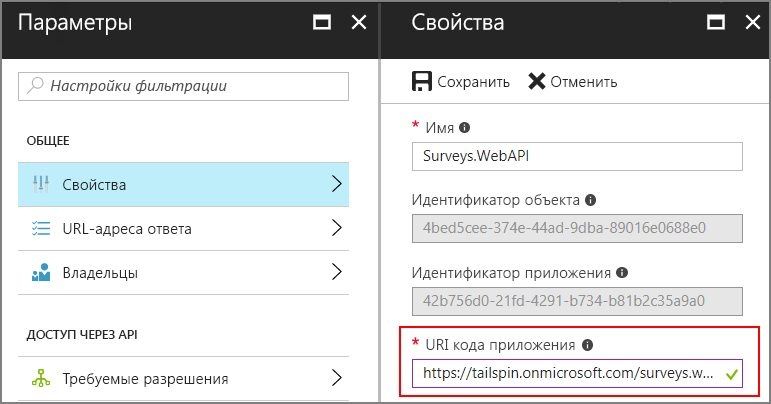 Параметры
Настройки фильтрации
ОБЩЕЕ
Свойства
URL-адреса ответа
Владельцы
ДОСТУП ЧЕРЕЗ API
Требуемые разрешения
Свойства
Сохранить
Отменить
* Имя
Surveys.WebAPI
Идентификатор объекта
4bed5cee-374e-44ad-9dba-89016e0688e0
Идентификатор приложения
42b756d0-21fd-4291-b734-b81b2c35a9a0
* URI кода приложения
https://tailspin.onmicrosoft.com/surveys.w...